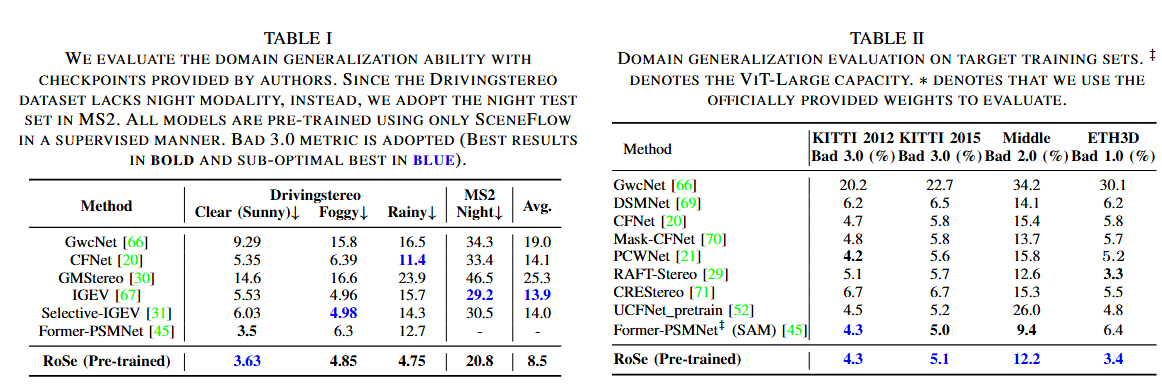 TABLE I
WE EVALUATE THE DOMAIN GENERALIZATION ABILITY WITH
CHECKPOINTS PROVIDED BY AUTHORS. SINCE THE DRIVINGSTEREO
DATASET LACKS NIGHT MODALITY, INSTEAD, WE ADOPT THE NIGHT TEST
SET IN MS2. ALL MODELS ARE PRE-TRAINED USING ONLY SCENEFLOW
IN A SUPERVISED MANNER. BAD 3.0 METRIC IS ADOPTED (BEST RESULTS
IN BOLD AND SUB-OPTIMAL BEST IN BLUE).
Method Drivingstereo MS2 Avg.
Clear (Sunny)↓ Foggy↓ Rainy↓ Night↓
GwcNet [66] 9.29 15.8 16.5 34.3 19.0
CFNet [20] 5.35 6.39 11.4 33.4 14.1
GMStereo [30] 14.6 16.6 23.9 46.5 25.3
IGEV [67] 5.53 4.96 15.7 29.2 13.9
Selective-IGEV [31] 6.03 4.98 14.3 30.5 14.0
Former-PSMNet [45] 3.5 6.3 12.7 - -
RoSe (Pre-trained) 3.63 4.85 4.75 20.8 8.5
TABLE II
DOMAIN GENERALIZATION EVALUATION ON TARGET TRAINING SETS. ‡
DENOTES THE VIT-LARGE CAPACITY. * DENOTES THAT WE USE THE
OFFICIALLY PROVIDED WEIGHTS TO EVALUATE.
Method KITTI 2012 KITTI 2015 Middle ETH3D
Bad 3.0 (%) Bad 3.0 (%) Bad 2.0 (%) Bad 1.0 (%)
GwcNet [66] 20.2 22.7 34.2 30.1
DSMNet [69] 6.2 6.5 14.1 6.2
CFNet [20] 4.7 5.8 15.4 5.8
Mask-CFNet [70] 4.8 5.8 13.7 5.7
PCWNet [21] 4.2 5.6 15.8 5.2
RAFT-Stereo [29] 5.1 5.7 12.6 3.3
CREStereo [71] 6.7 6.7 15.3 5.5
UCFNet_pretrain [52] 4.5 5.2 26.0 4.8
Former-PSMNet‡ (SAM) [45] 4.3 5.0 9.4 6.4
RoSe (Pre-trained) 4.3 5.1 12.2 3.4